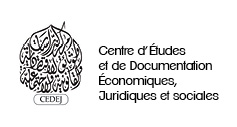 CEDEJ
Centre d'Études
et de Documentation
Économiques,
Juridiques et sociales